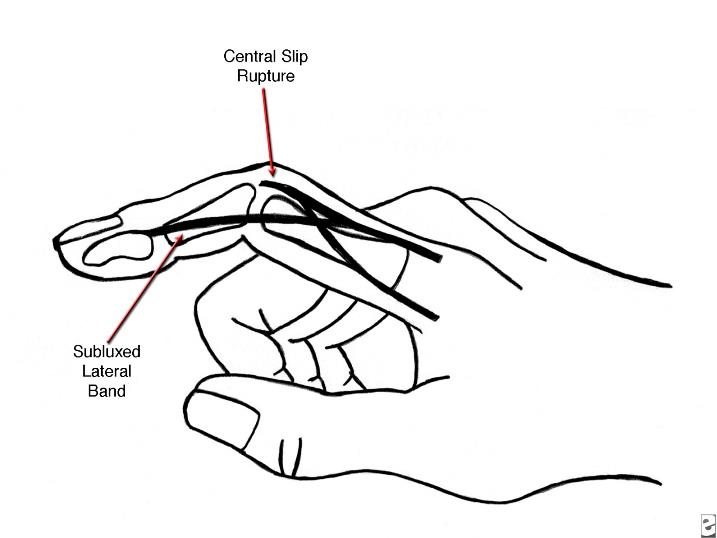 Central Slip
Rupture
Subluxed
Lateral
Band